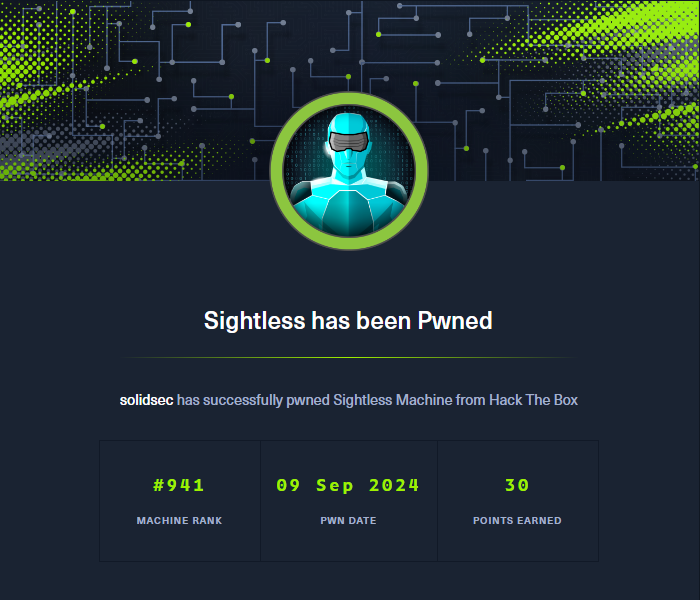 Sightless has been Pwned
solidsec has successfully pwned Sightless Machine from Hack The Box
#941 09 Sep 2024 30
MACHINE RANK PWN DATE POINTS EARNED